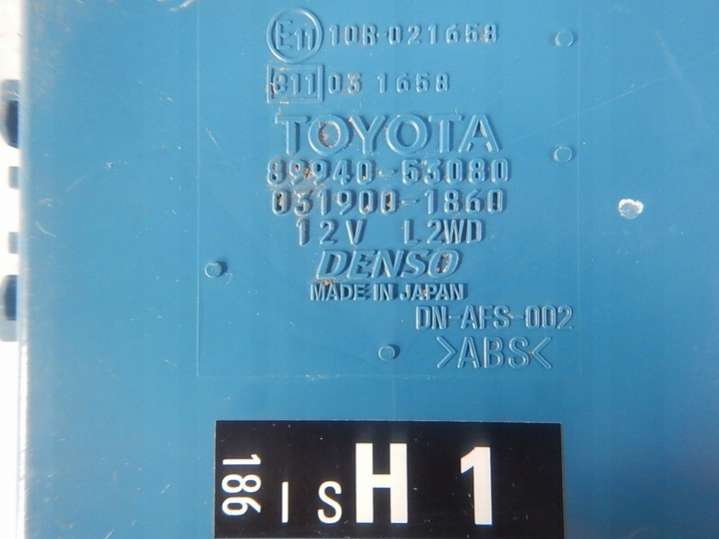 E11 10R-021658
e11 03 1658
TOYOTA
89940-53080
031900-1860
12V L2WD
DENSO
MADE IN JAPAN
DN-AFS-002
>ABS<
186 I S H 1